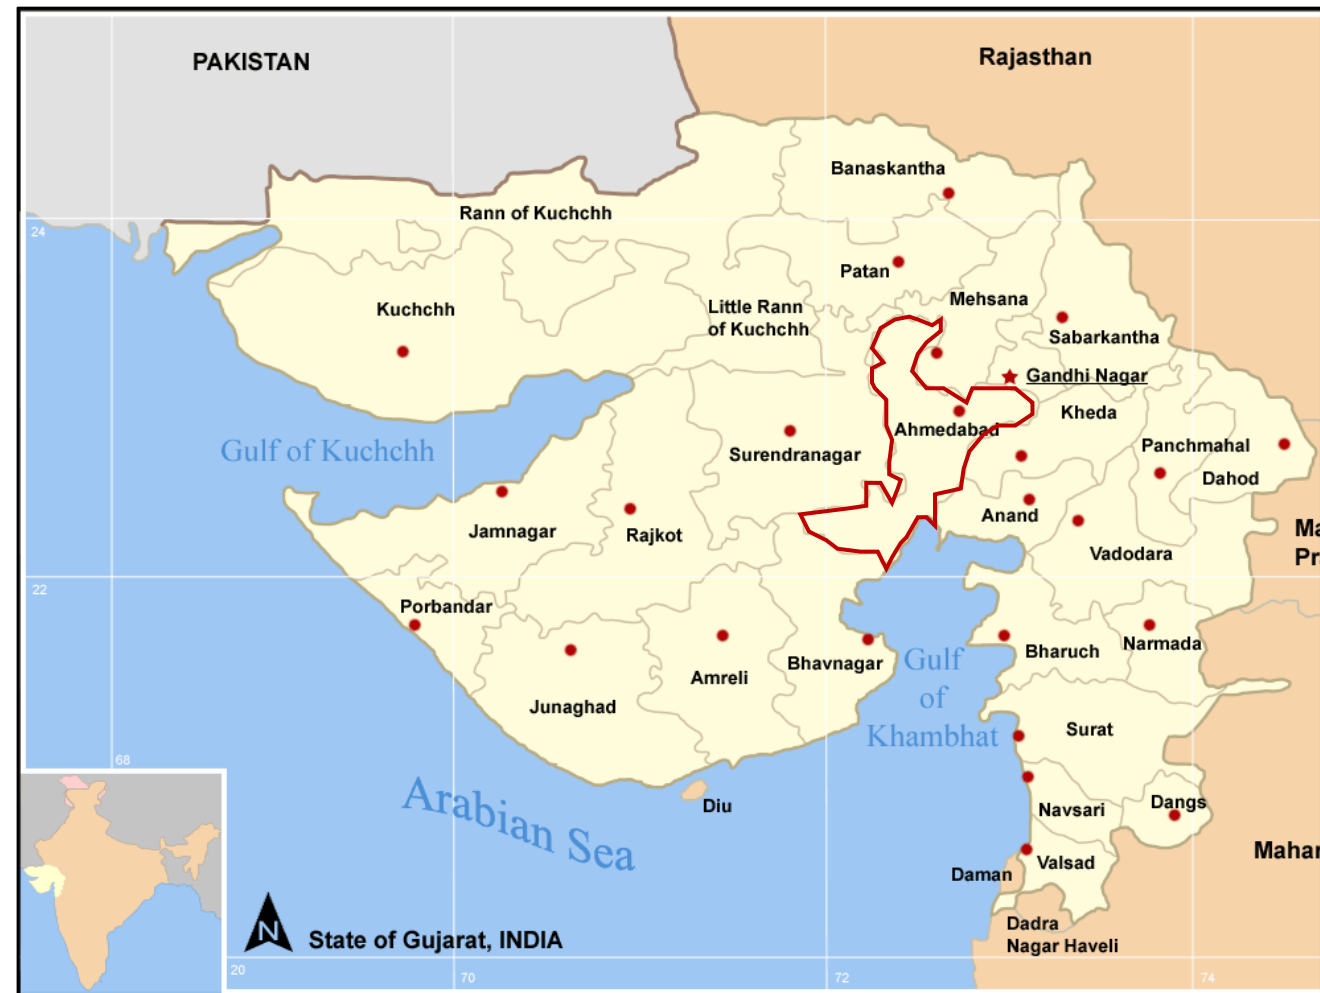 PAKISTAN
Rajasthan
Banaskantha
Rann of Kuchchh
24
Patan
Mehsana
Kuchchh
Little Rann
of Kuchchh
Sabarkantha
Gandhi Nagar
Kheda
Ahmedabad
Gulf of Kuchchh
Surendranagar
Panchmahal
Dahod
Anand
Jamnagar
Rajkot
Ma
Pr
Vadodara
22
Porbandar
Narmada
Bharuch
Bhavnagar
Amreli
Gulf
of
Khambhat
Junaghad
Surat
68
Arabian Sea
Diu
Navsari
Dangs
Valsad
Mahar
Daman
Dadra
Nagar Haveli
N
State of Gujarat, INDIA
20
70
72
74